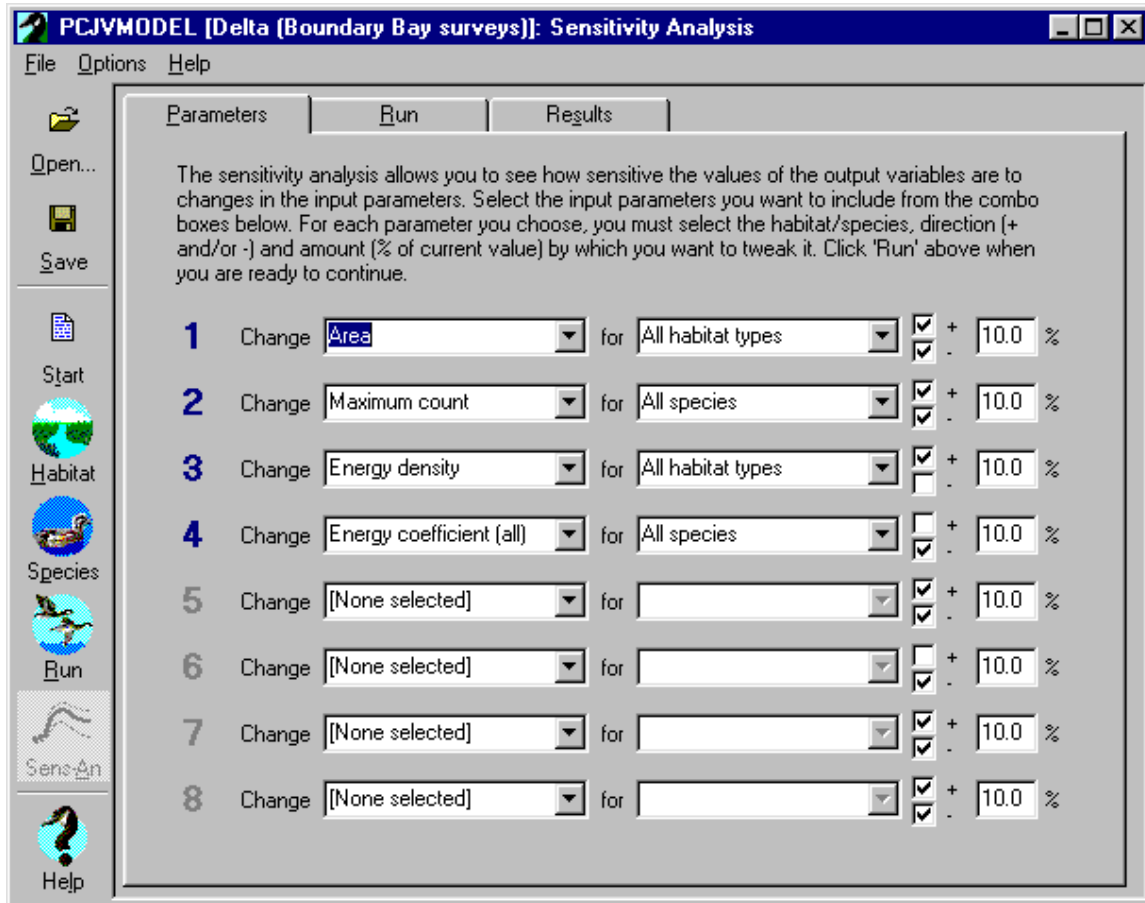 PCJVMODEL [Delta (Boundary Bay surveys)]: Sensitivity Analysis
File Options Help
Open...
Save
Start
Habitat
Species
Run
Sens-An
Help
Parameters Run Results
The sensitivity analysis allows you to see how sensitive the values of the output variables are to
changes in the input parameters. Select the input parameters you want to include from the combo
boxes below. For each parameter you choose, you must select the habitat/species, direction (+
and/or -) and amount (% of current value) by which you want to tweak it. Click 'Run' above when
you are ready to continue.
1 Change Area for All habitat types + - 10.0 %
2 Change Maximum count for All species + - 10.0 %
3 Change Energy density for All habitat types + - 10.0 %
4 Change Energy coefficient (all) for All species + - 10.0 %
5 Change [None selected] for + - 10.0 %
6 Change [None selected] for + - 10.0 %
7 Change [None selected] for + - 10.0 %
8 Change [None selected] for + - 10.0 %